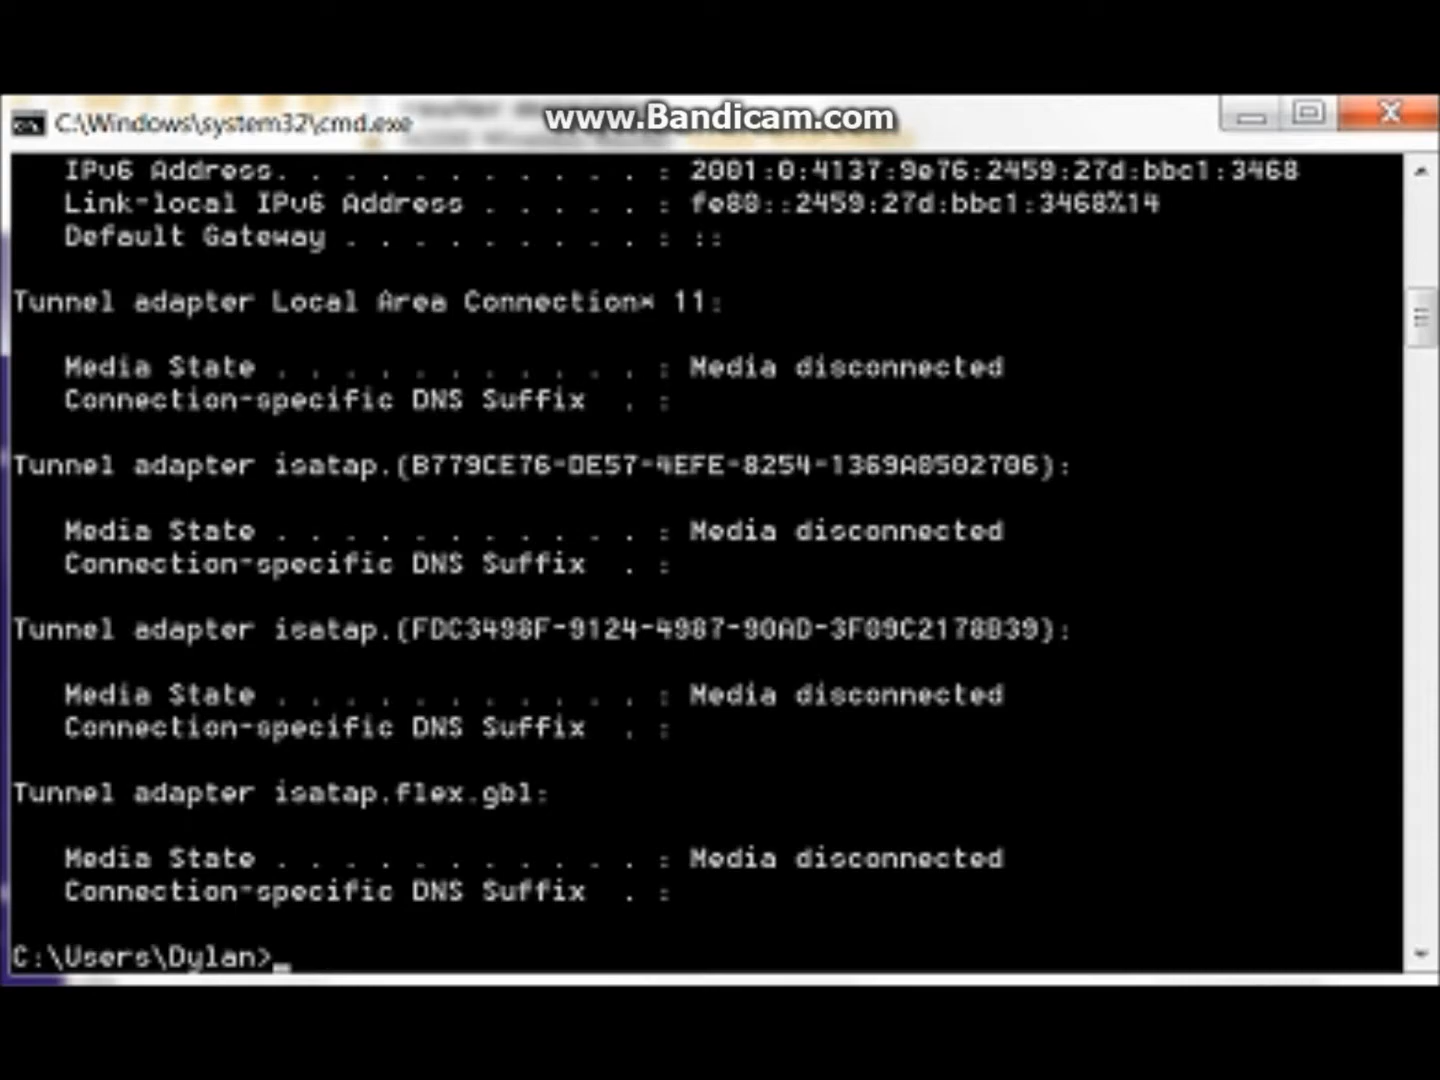 www.Bandicam.com
C:\Windows\system32\cmd.exe
IPv6 Address. . . . . . . . . . . : 2001:0:4137:9e76:2459:27d:bbc1:3468
Link-local IPv6 Address . . . . . : fe80::2459:27d:bbc1:3468%14
Default Gateway . . . . . . . . . : ::
Tunnel adapter Local Area Connection* 11:
Media State . . . . . . . . . . . : Media disconnected
Connection-specific DNS Suffix . :
Tunnel adapter isatap.{B779CE76-DE57-4EFE-8254-1369A0502706}:
Media State . . . . . . . . . . . : Media disconnected
Connection-specific DNS Suffix . :
Tunnel adapter isatap.{FDC3498F-9124-4987-90AD-3F09C2178B39}:
Media State . . . . . . . . . . . : Media disconnected
Connection-specific DNS Suffix . :
Tunnel adapter isatap.flex.gbl:
Media State . . . . . . . . . . . : Media disconnected
Connection-specific DNS Suffix . :
C:\Users\Dylan>_